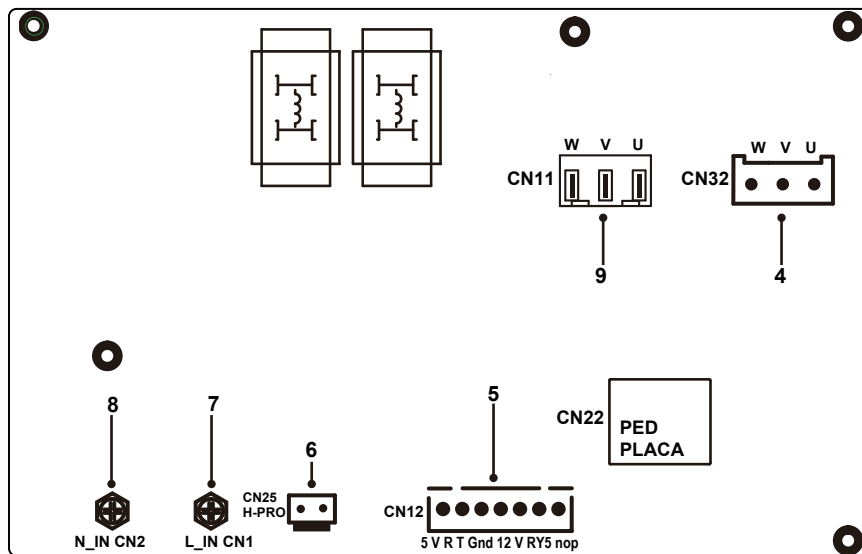 W V U
W V U
CN11
CN32
9
4
8
7
5
CN22
PED
PLACA
6
CN25
H-PRO
CN12
N_IN CN2
L_IN CN1
5 V R T Gnd 12 V RY5 nop